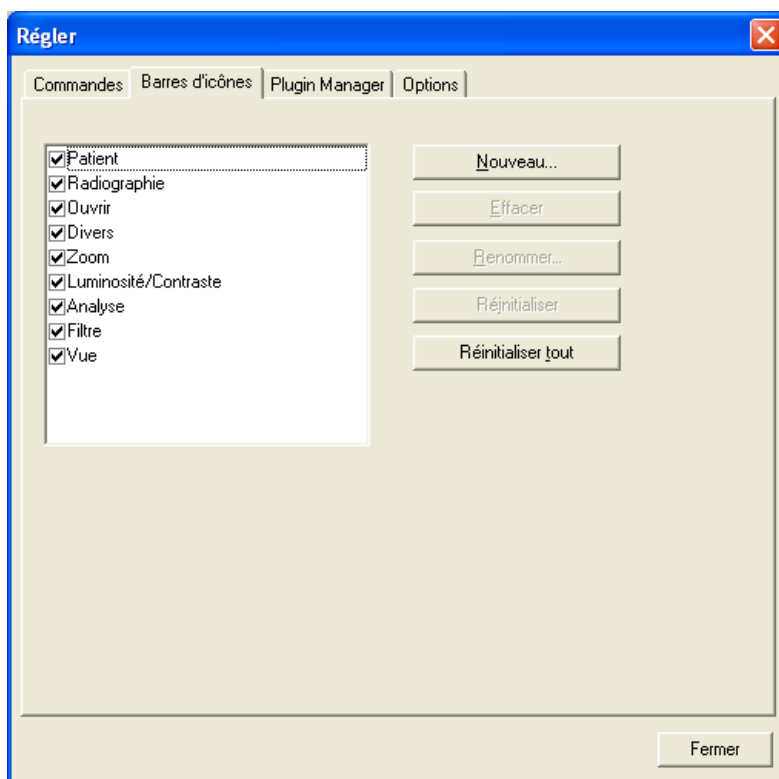 Régler
Commandes Barres d'icônes Plugin Manager Options
Patient
Radiographie
Ouvrir
Divers
Zoom
Luminosité/Contraste
Analyse
Filtre
Vue
Nouveau...
Effacer
Renommer...
Réinitialiser
Réinitialiser tout
Fermer